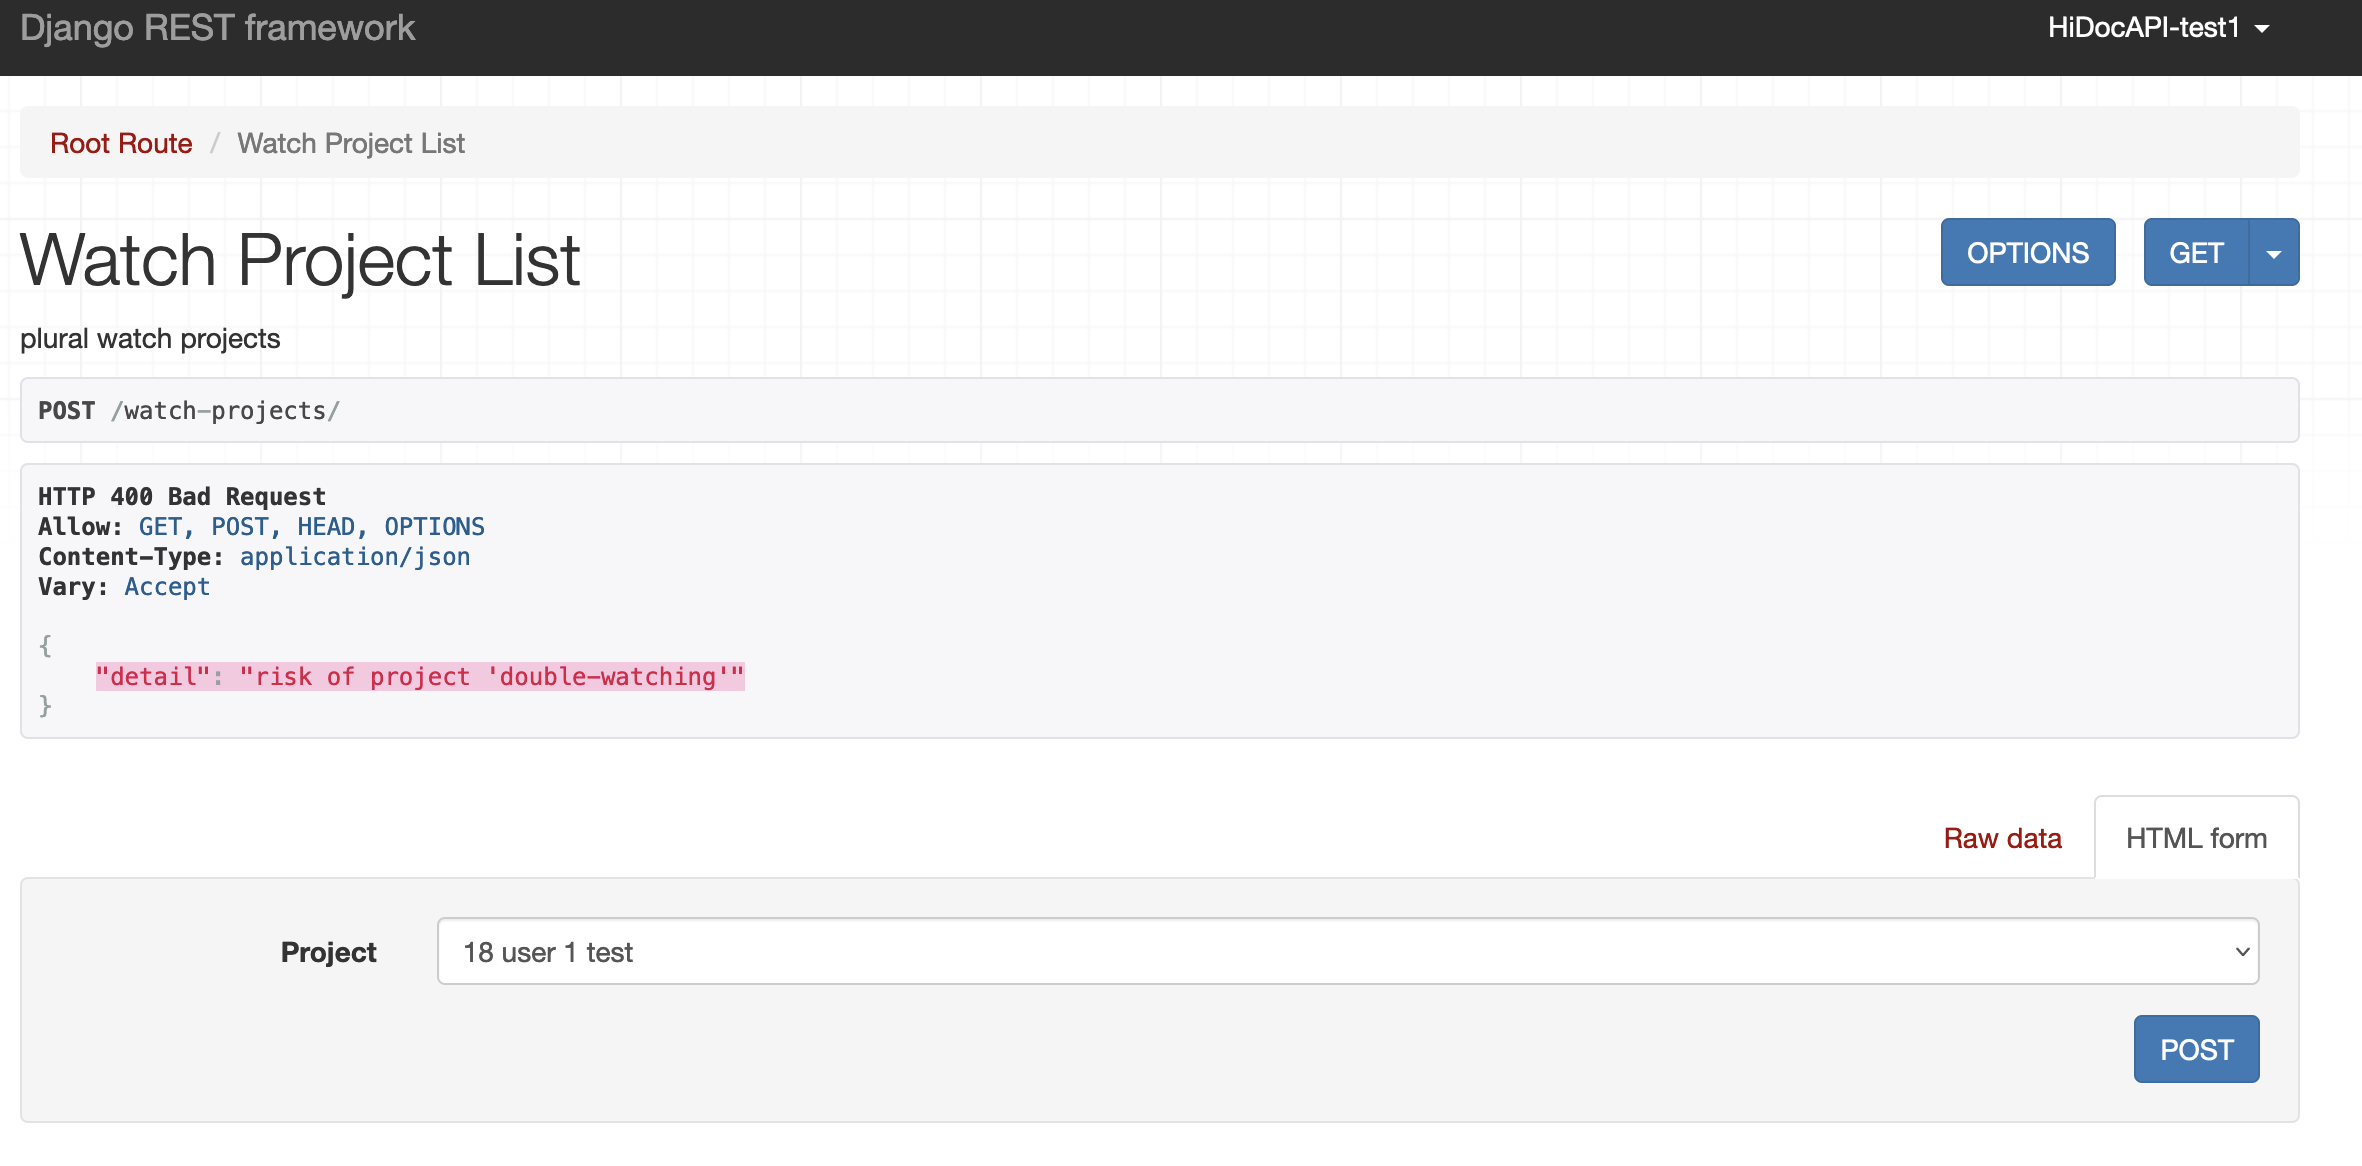 Django REST framework
HiDocAPI-test1
Root Route / Watch Project List
Watch Project List
OPTIONS
GET
plural watch projects
POST /watch-projects/
HTTP 400 Bad Request
Allow: GET, POST, HEAD, OPTIONS
Content-Type: application/json
Vary: Accept
{
"detail": "risk of project 'double-watching'"
}
Raw data
HTML form
Project
18 user 1 test
POST